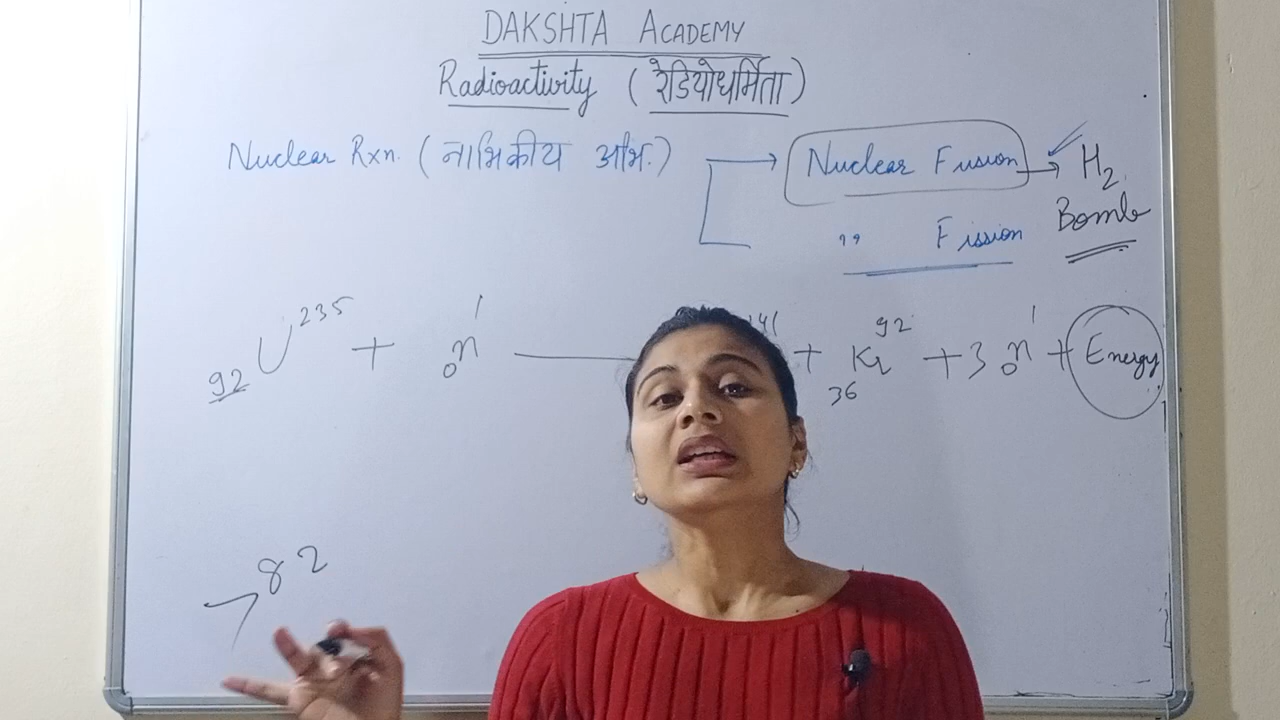 DAKSHTA ACADEMY
Radioactivity (रेडियोधर्मिता)
Nuclear Rxn. (नाभिकीय अभि.) → Nuclear Fusion → H₂
Bomb
" Fission
₉₂U²³⁵ + ₀n¹ 141 + ₃₆Kr⁹² + 3 ₀n¹ + Energy
>82